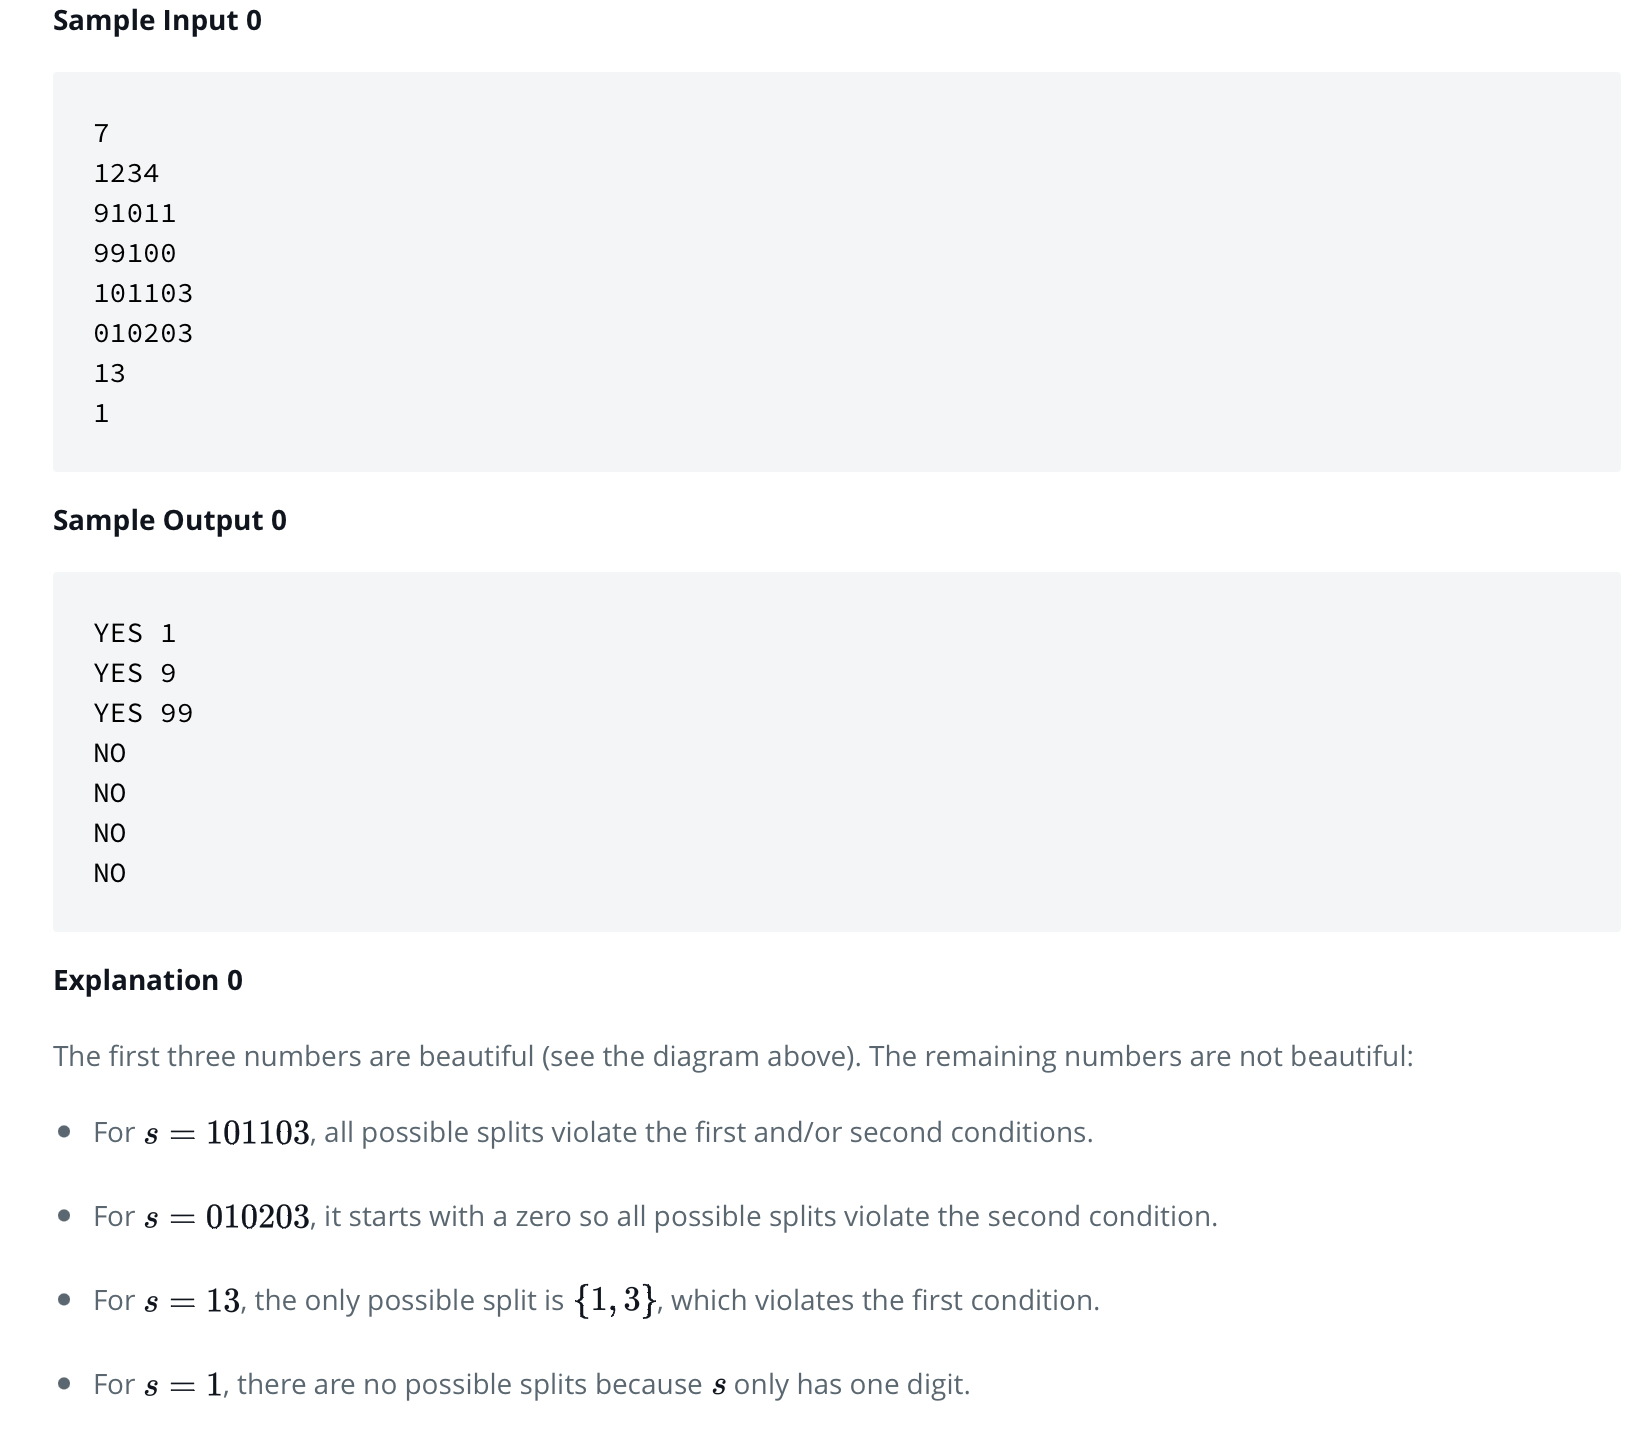 Sample Input 0
7
1234
91011
99100
101103
010203
13
1
Sample Output 0
YES 1
YES 9
YES 99
NO
NO
NO
NO
Explanation 0
The first three numbers are beautiful (see the diagram above). The remaining numbers are not beautiful:
• For s = 101103, all possible splits violate the first and/or second conditions.
• For s = 010203, it starts with a zero so all possible splits violate the second condition.
• For s = 13, the only possible split is {1, 3}, which violates the first condition.
• For s = 1, there are no possible splits because s only has one digit.